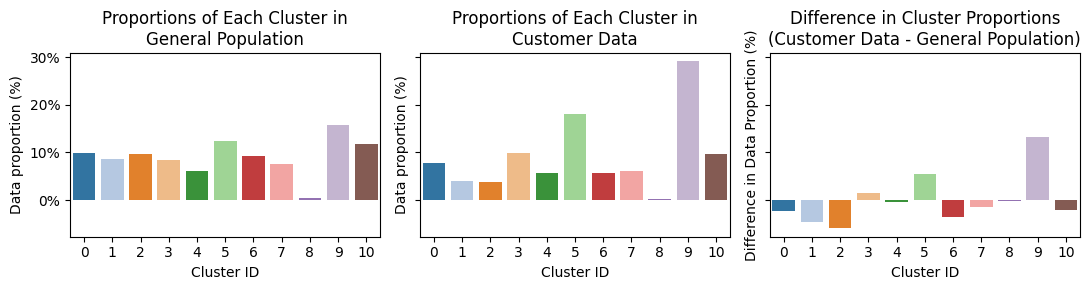 Proportions of Each Cluster in
General Population
Data proportion (%)
30%
20%
10%
0%
0 1 2 3 4 5 6 7 8 9 10
Cluster ID
Proportions of Each Cluster in
Customer Data
Data proportion (%)
0 1 2 3 4 5 6 7 8 9 10
Cluster ID
Difference in Cluster Proportions
(Customer Data - General Population)
Difference in Data Proportion (%)
0 1 2 3 4 5 6 7 8 9 10
Cluster ID